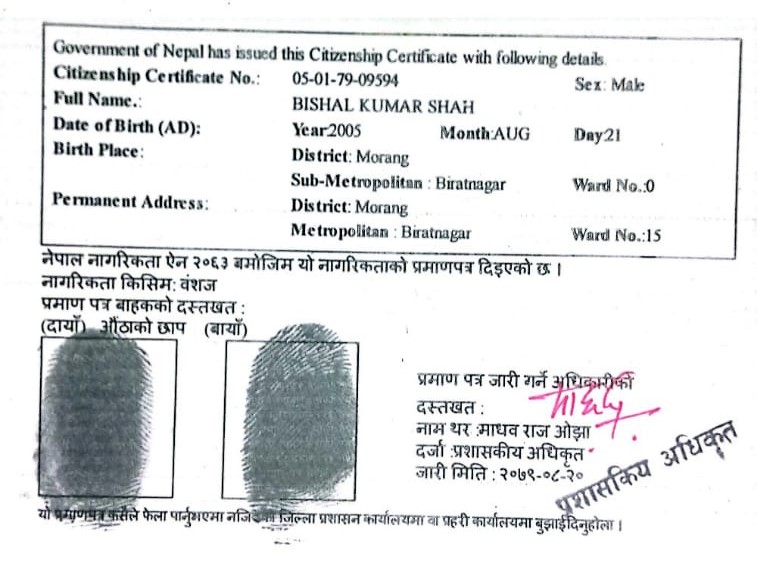 Government of Nepal has issued this Citizenship Certificate with following details.
Citizenship Certificate No.: 05-01-79-09594 Sex: Male
Full Name.: BISHAL KUMAR SHAH
Date of Birth (AD): Year:2005 Month:AUG Day:21
Birth Place: District: Morang
Sub-Metropolitan : Biratnagar Ward No.:0
Permanent Address: District: Morang
Metropolitan : Biratnagar Ward No.:15
नेपाल नागरिकता ऐन २०६३ बमोजिम यो नागरिकताको प्रमाणपत्र दिइएको छ ।
नागरिकता किसिम: वंशज
प्रमाण पत्र बाहकको दस्तखत :
(दायाँ) औंठाको छाप (बायाँ)
प्रमाण पत्र जारी गर्ने अधिकारीको
दस्तखत :
नाम थर :माधव राज ओझा
दर्जा :प्रशासकीय अधिकृत
जारी मिति : २०७९-०८-२०
प्रशासकिय अधिकृत
यो प्रमाणपत्र कसैले फेला पार्नुभएमा नजिकको जिल्ला प्रशासन कार्यालयमा वा प्रहरी कार्यालयमा बुझाईदिनुहोला ।